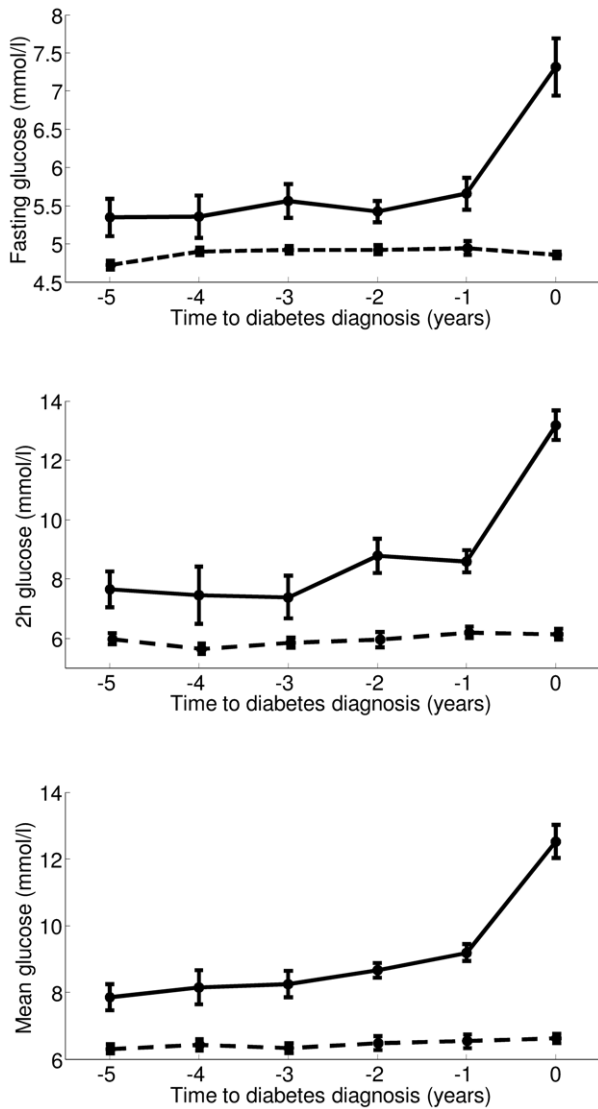 Fasting glucose (mmol/l)
8
7.5
7
6.5
6
5.5
5
4.5
-5 -4 -3 -2 -1 0
Time to diabetes diagnosis (years)
2h glucose (mmol/l)
14
12
10
8
6
-5 -4 -3 -2 -1 0
Time to diabetes diagnosis (years)
Mean glucose (mmol/l)
14
12
10
8
6
-5 -4 -3 -2 -1 0
Time to diabetes diagnosis (years)